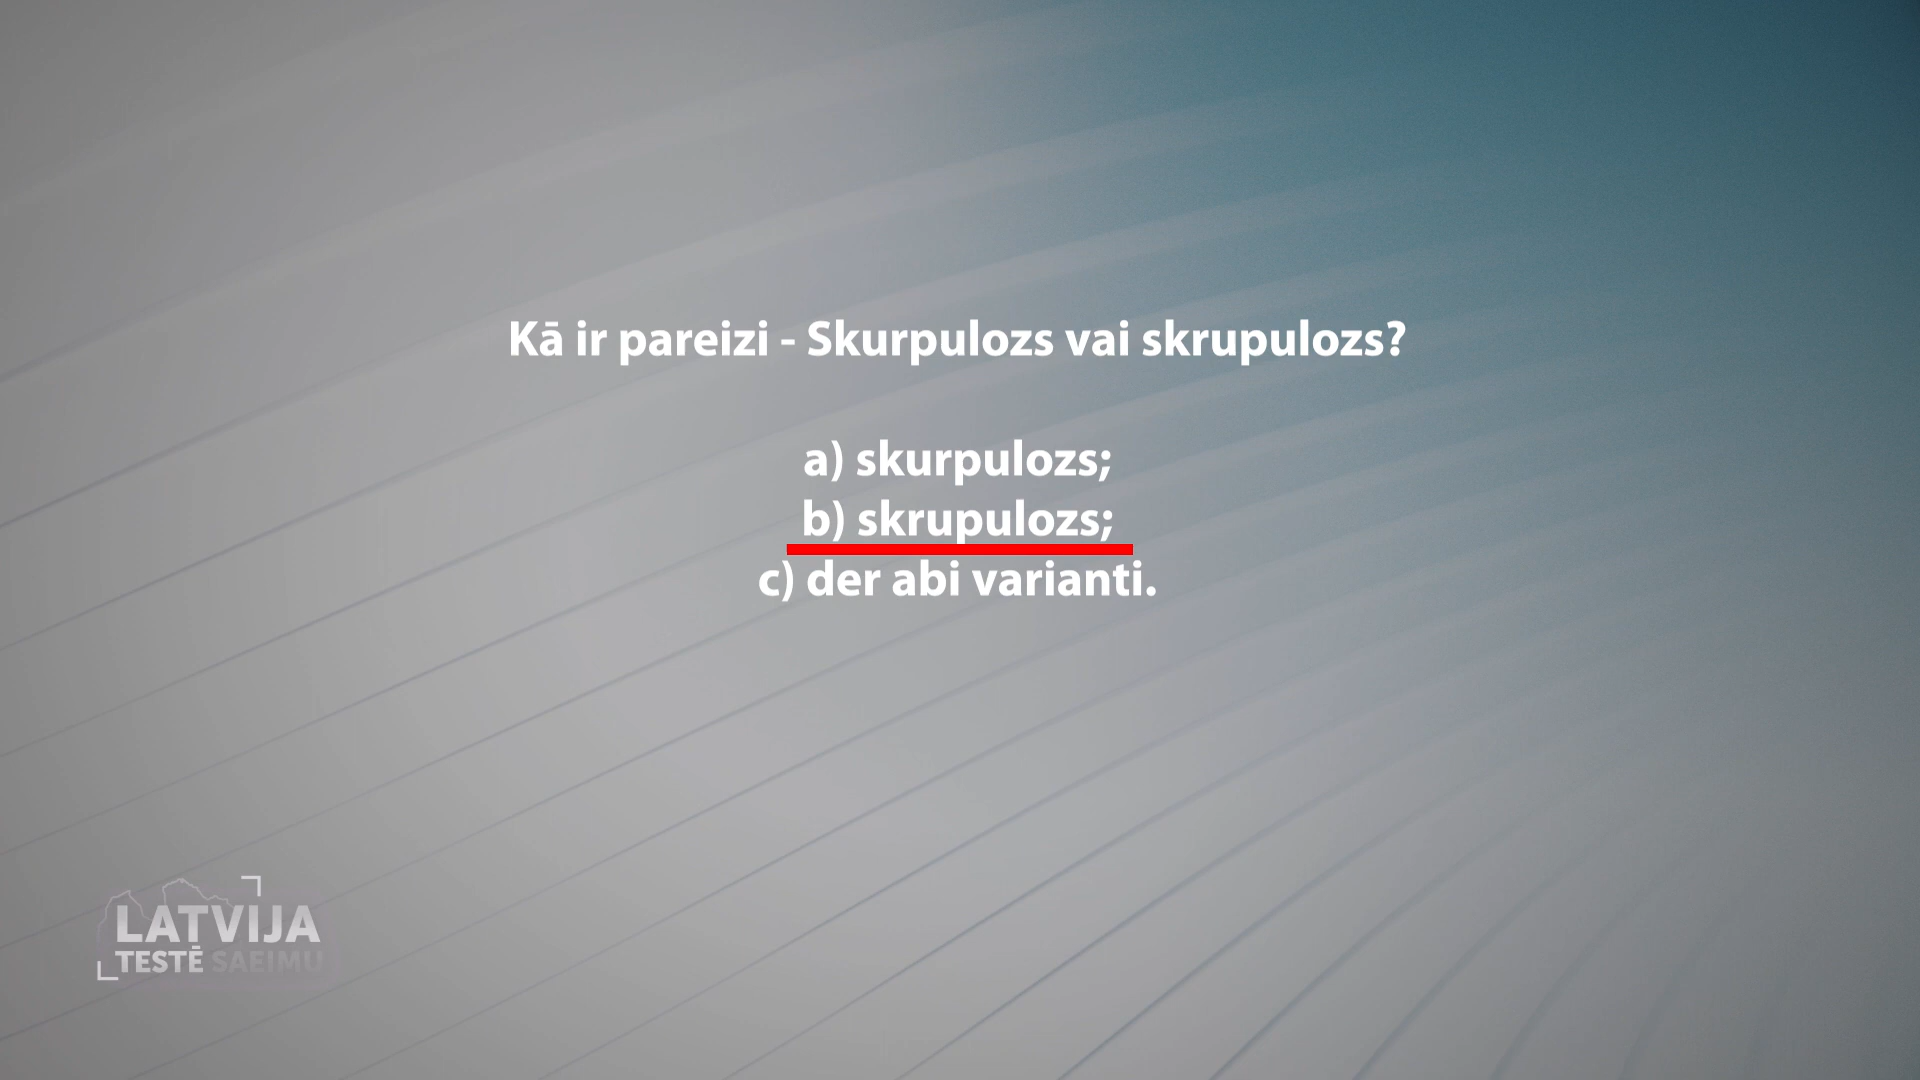 Kā ir pareizi - Skurpulozs vai skrupulozs?
a) skurpulozs;
b) skrupulozs;
c) der abi varianti.
LATVIJA
TESTĒ SAEIMU